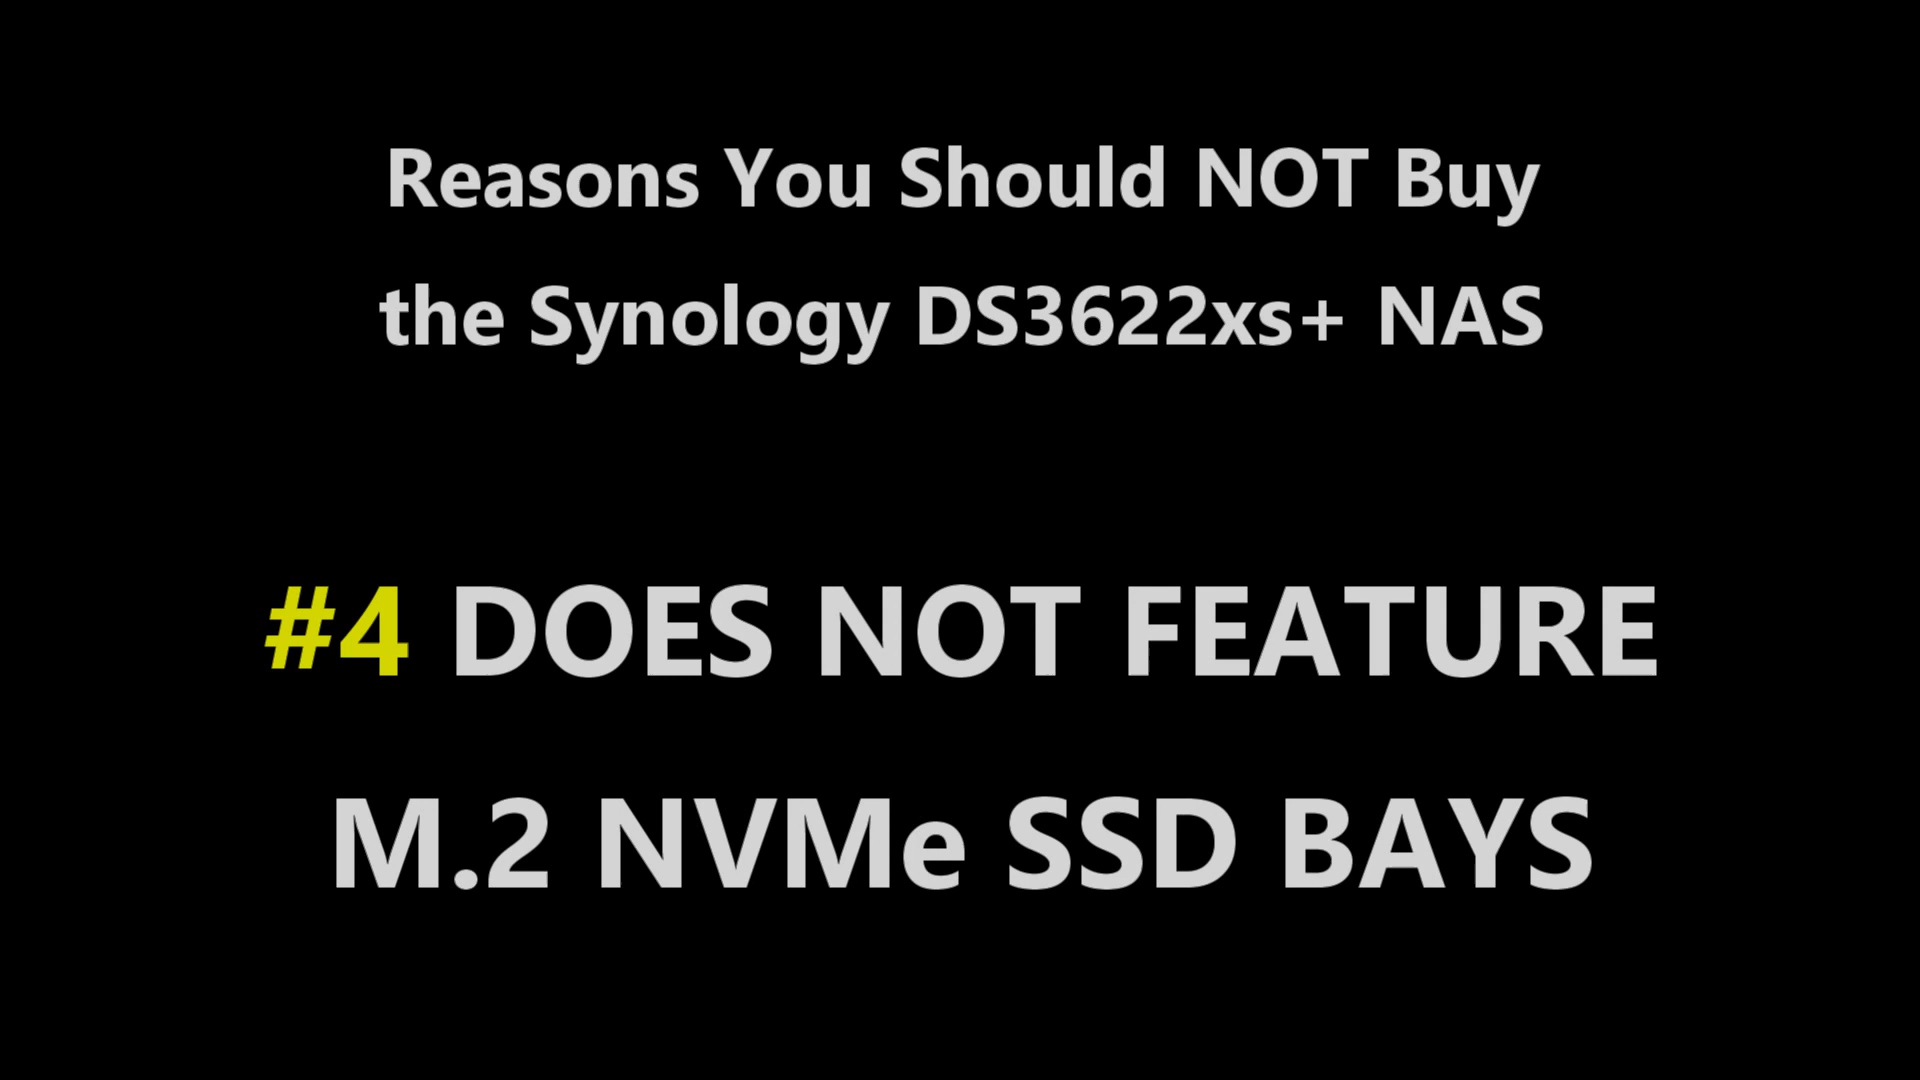 Reasons You Should NOT Buy
the Synology DS3622xs+ NAS
#4 DOES NOT FEATURE
M.2 NVMe SSD BAYS